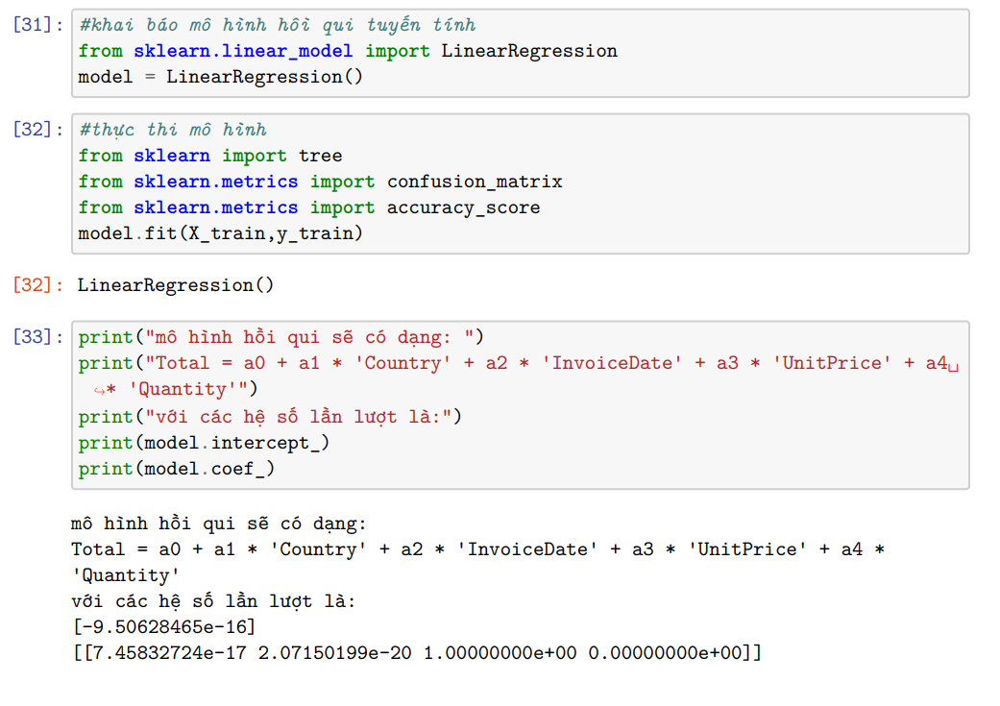 [31]: #khai báo mô hình hồi qui tuyến tính
from sklearn.linear_model import LinearRegression
model = LinearRegression()
[32]: #thực thi mô hình
from sklearn import tree
from sklearn.metrics import confusion_matrix
from sklearn.metrics import accuracy_score
model.fit(X_train,y_train)
[32]: LinearRegression()
[33]: print("mô hình hồi qui sẽ có dạng: ")
print("Total = a0 + a1 * 'Country' + a2 * 'InvoiceDate' + a3 * 'UnitPrice' + a4␣
↪* 'Quantity'")
print("với các hệ số lần lượt là:")
print(model.intercept_)
print(model.coef_)
mô hình hồi qui sẽ có dạng:
Total = a0 + a1 * 'Country' + a2 * 'InvoiceDate' + a3 * 'UnitPrice' + a4 *
'Quantity'
với các hệ số lần lượt là:
[-9.50628465e-16]
[[7.45832724e-17 2.07150199e-20 1.00000000e+00 0.00000000e+00]]